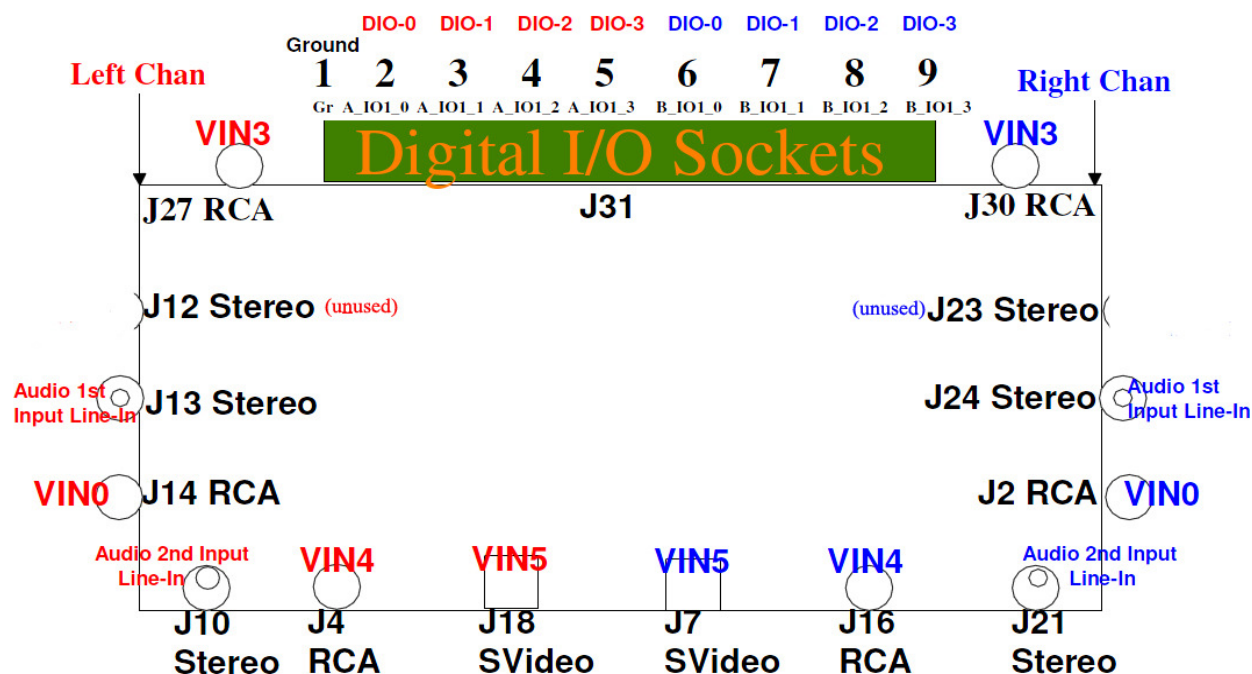 DIO-0 DIO-1 DIO-2 DIO-3 DIO-0 DIO-1 DIO-2 DIO-3
Ground
1 2 3 4 5 6 7 8 9
Left Chan
Right Chan
Gr A_IO1_0 A_IO1_1 A_IO1_2 A_IO1_3 B_IO1_0 B_IO1_1 B_IO1_2 B_IO1_3
VIN3
Digital I/O Sockets
VIN3
J27 RCA
J31
J30 RCA
J12 Stereo (unused)
(unused) J23 Stereo
Audio 1st
Input Line-In
J13 Stereo
J24 Stereo
Audio 1st
Input Line-In
VIN0 J14 RCA
J2 RCA VIN0
Audio 2nd Input
Line-In
VIN4
VIN5
VIN5
VIN4
Audio 2nd Input
Line-In
J10
Stereo
J4
RCA
J18
SVideo
J7
SVideo
J16
RCA
J21
Stereo